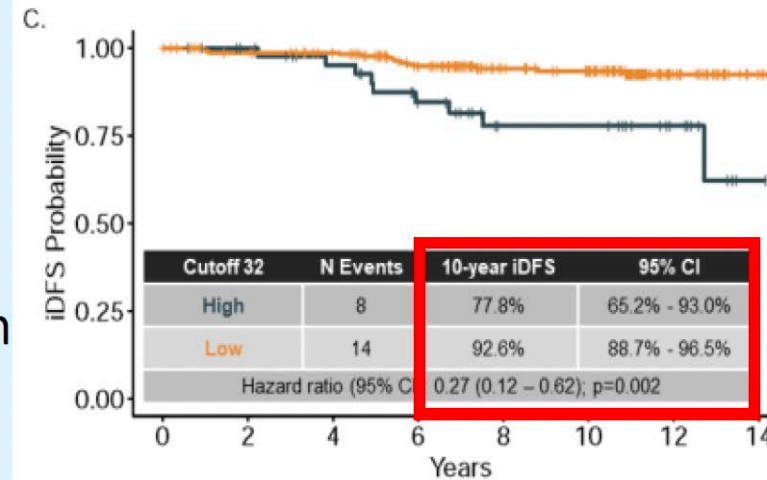 C.
1.00
0.75
0.50
0.25
0.00
iDFS Probability
n
Cutoff 32 N Events 10-year iDFS 95% CI
High 8 77.8% 65.2% - 93.0%
Low 14 92.6% 88.7% - 96.5%
Hazard ratio (95% C 0.27 (0.12 – 0.62); p=0.002
0 2 4 6 8 10 12 14
Years